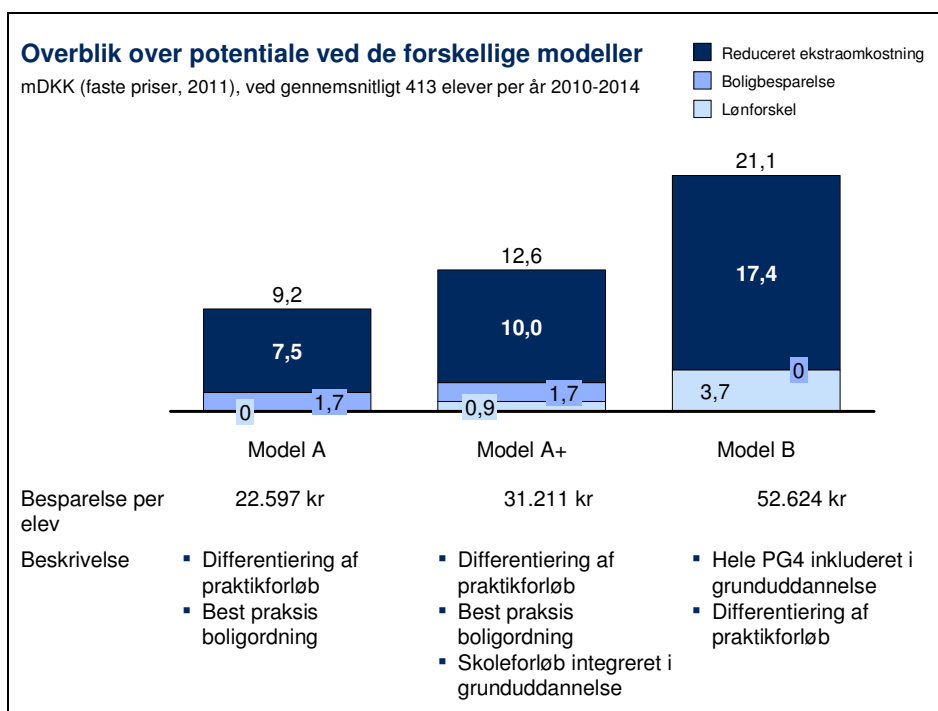 Overblik over potentiale ved de forskellige modeller
mDKK (faste priser, 2011), ved gennemsnitligt 413 elever per år 2010-2014
Reduceret ekstraomkostning
Boligbesparelse
Lønforskel
9,2
7,5
0
1,7
12,6
10,0
0,9
1,7
21,1
17,4
3,7
0
Model A
Model A+
Model B
Besparelse per
elev
22.597 kr
31.211 kr
52.624 kr
Beskrivelse
▪ Differentiering af
praktikforløb
▪ Best praksis
boligordning
▪ Differentiering af
praktikforløb
▪ Best praksis
boligordning
▪ Skoleforløb integreret i
grunduddannelse
▪ Hele PG4 inkluderet i
grunduddannelse
▪ Differentiering af
praktikforløb